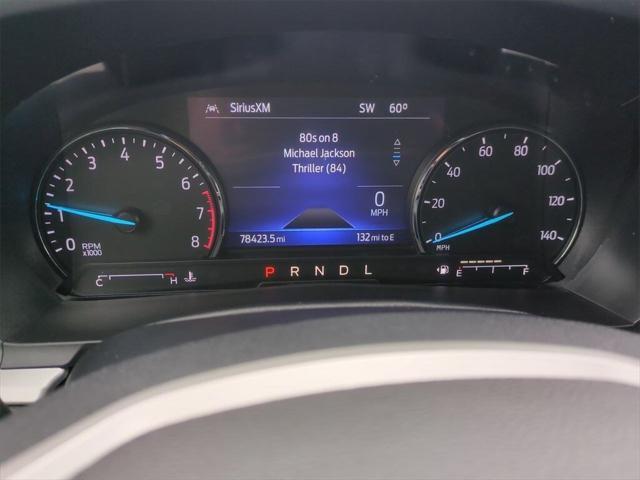 SiriusXM SW 60°
80s on 8
Michael Jackson
Thriller (84)
0
MPH
78423.5 mi 132 mi to E
0 1 2 3 4 5 6 7 8
RPM
x1000
0 20 40 60 80 100 120 140
MPH
C H
P R N D L
E F